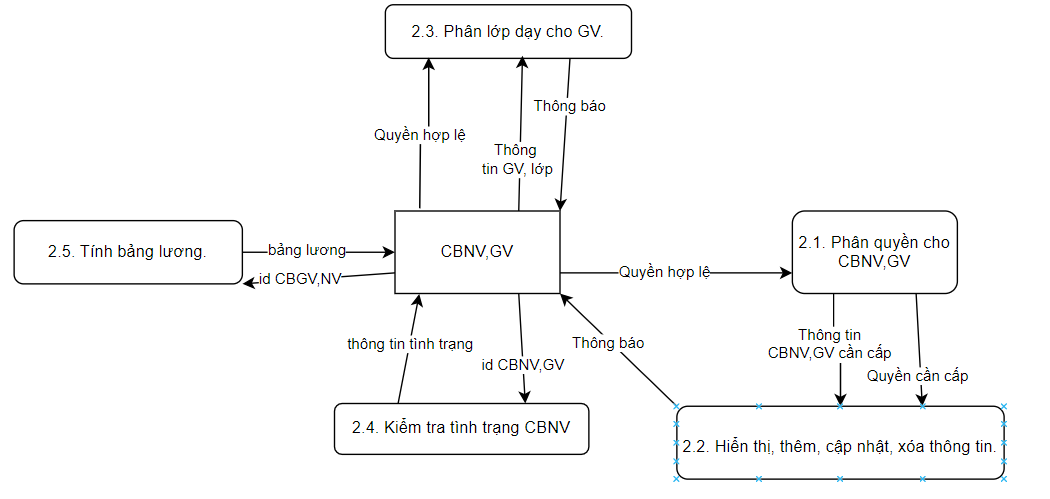 2.3. Phân lớp dạy cho GV.
Thông báo
Quyền hợp lệ
Thông
tin GV, lớp
2.5. Tính bảng lương.
bảng lương
id CBGV,NV
CBNV,GV
Quyền hợp lệ
2.1. Phân quyền cho
CBNV,GV
thông tin tình trạng
id CBNV,GV
Thông báo
Thông tin
CBNV,GV cần cấp
Quyền cần cấp
2.4. Kiểm tra tình trạng CBNV
2.2. Hiển thị, thêm, cập nhật, xóa thông tin.